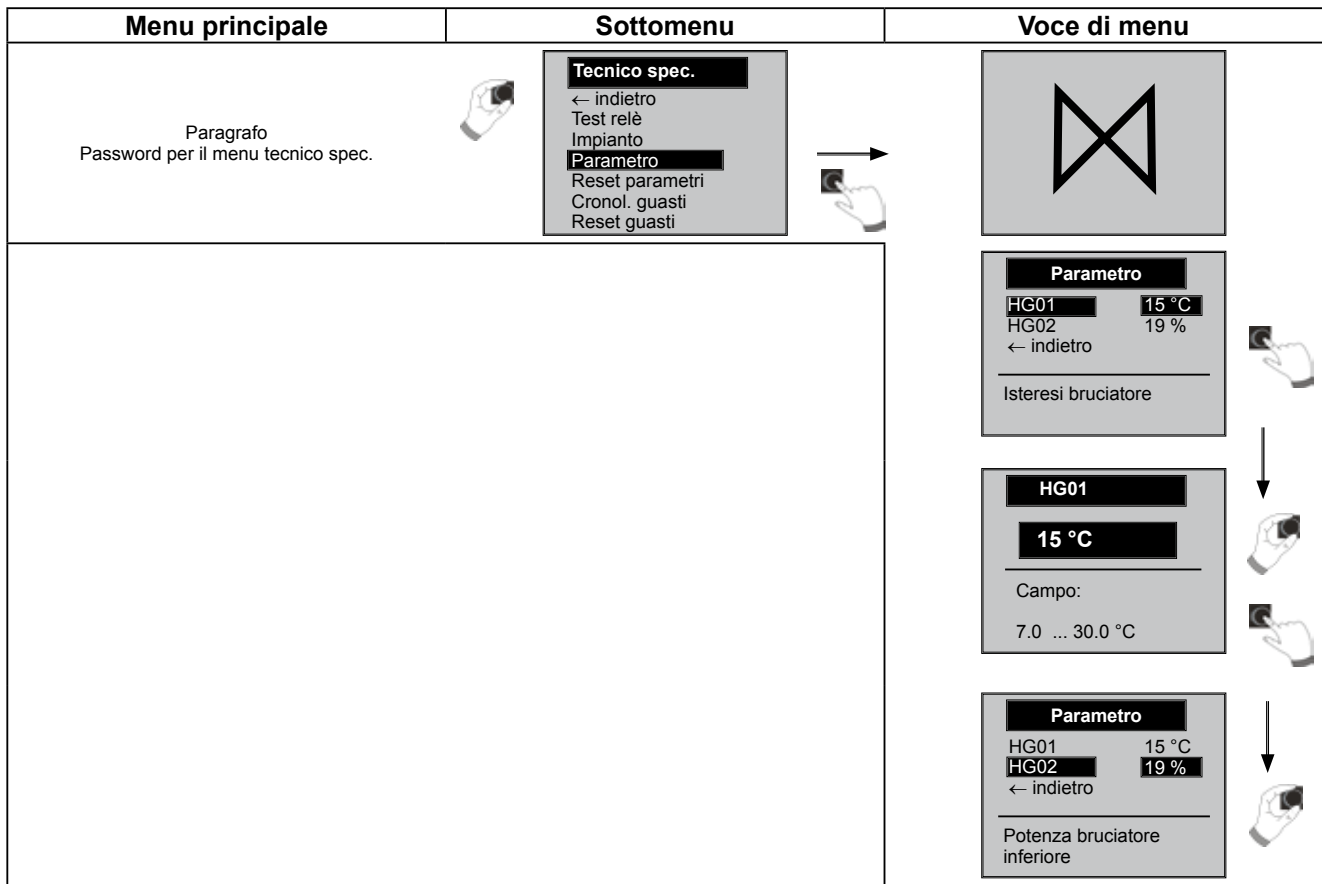 Menu principale
Sottomenu
Voce di menu
Paragrafo
Password per il menu tecnico spec.
Tecnico spec.
← indietro
Test relè
Impianto
Parametro
Reset parametri
Cronol. guasti
Reset guasti
Parametro
HG01 15 °C
HG02 19 %
← indietro
Isteresi bruciatore
HG01
15 °C
Campo:
7.0 ... 30.0 °C
Parametro
HG01 15 °C
HG02 19 %
← indietro
Potenza bruciatore
inferiore